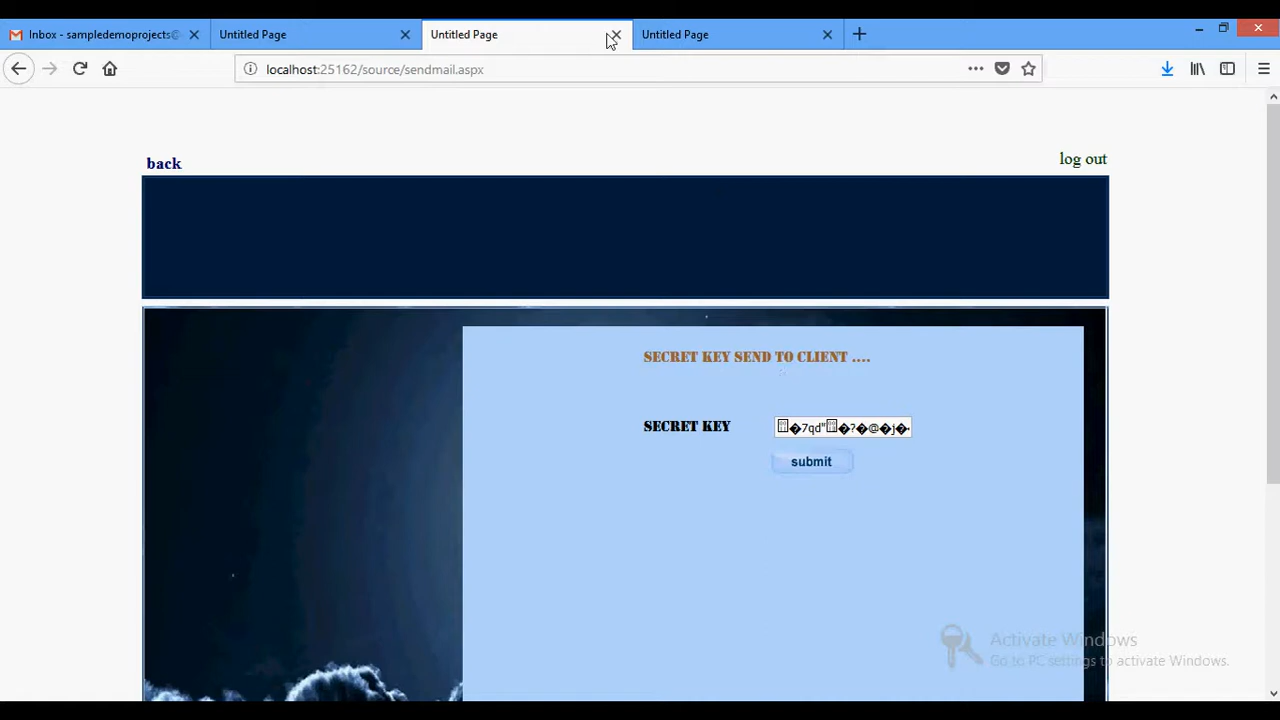 Inbox - sampledemoprojects@
Untitled Page
Untitled Page
Untitled Page
localhost:25162/source/sendmail.aspx
back
log out
SECRET KEY SEND TO CLIENT ....
SECRET KEY
�7qd"�?�@�j�
submit
Activate Windows
Go to PC settings to activate Windows.